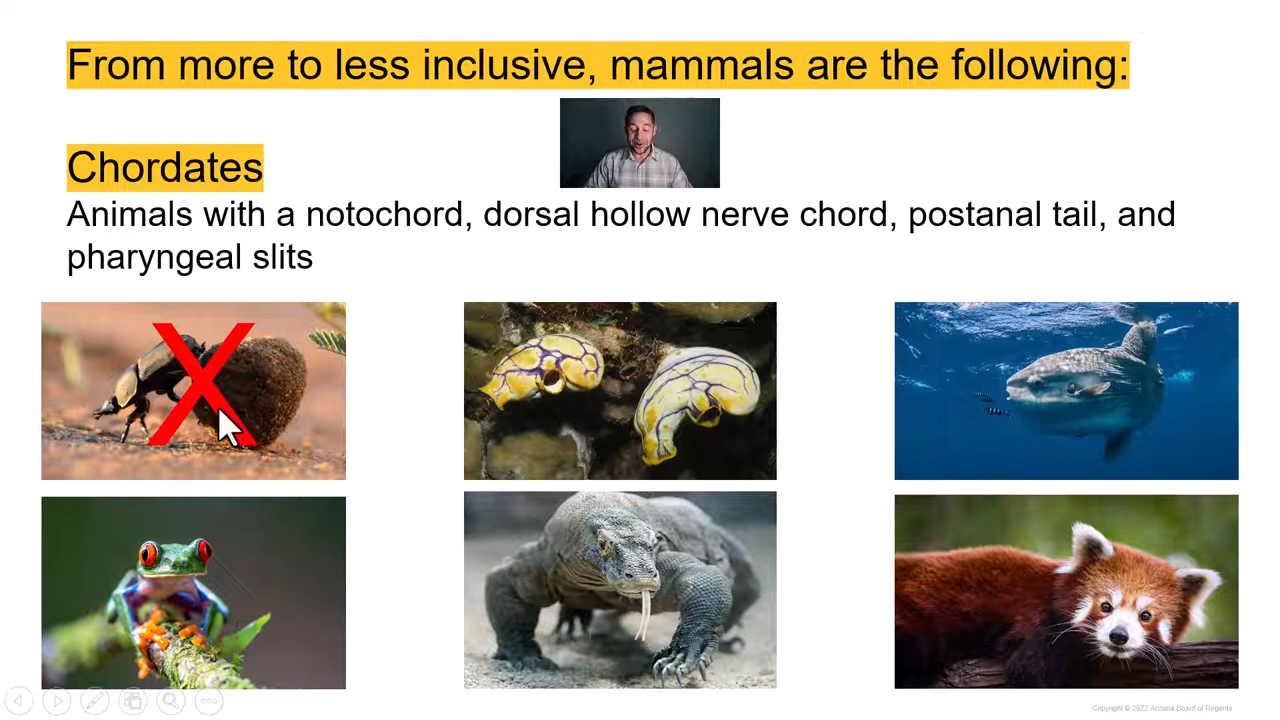 From more to less inclusive, mammals are the following:
Chordates
Animals with a notochord, dorsal hollow nerve chord, postanal tail, and
pharyngeal slits
X
Copyright © 2022 Arizona Board of Regents